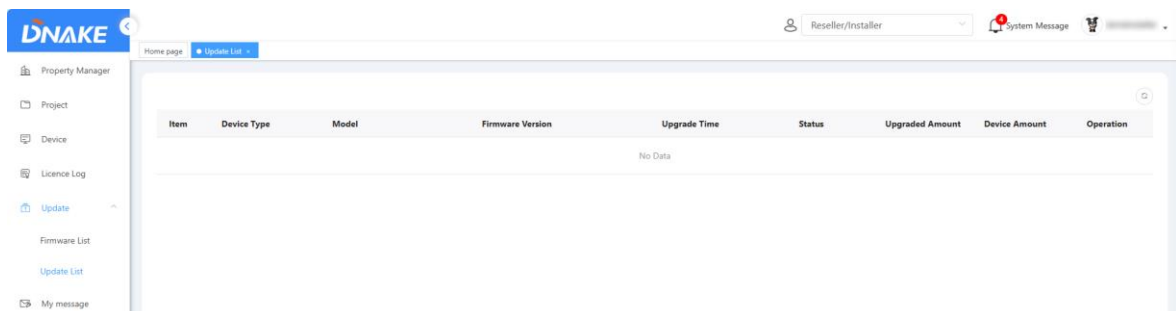 DNAKE
Reseller/Installer
4
System Message
Home page
Update List ×
Property Manager
Project
Device
Licence Log
Update
Firmware List
Update List
My message
Item Device Type Model Firmware Version Upgrade Time Status Upgraded Amount Device Amount Operation
No Data